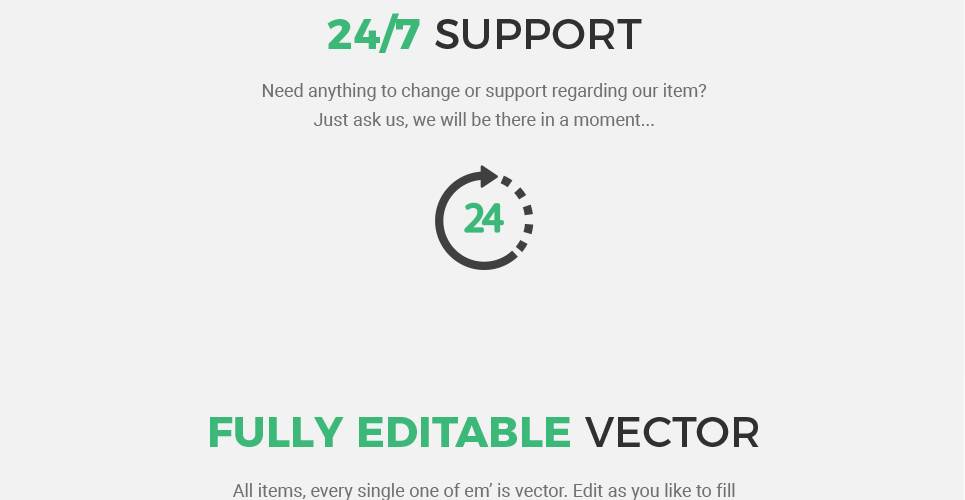 24/7 SUPPORT
Need anything to change or support regarding our item?
Just ask us, we will be there in a moment...
24
FULLY EDITABLE VECTOR
All items, every single one of em’ is vector. Edit as you like to fill